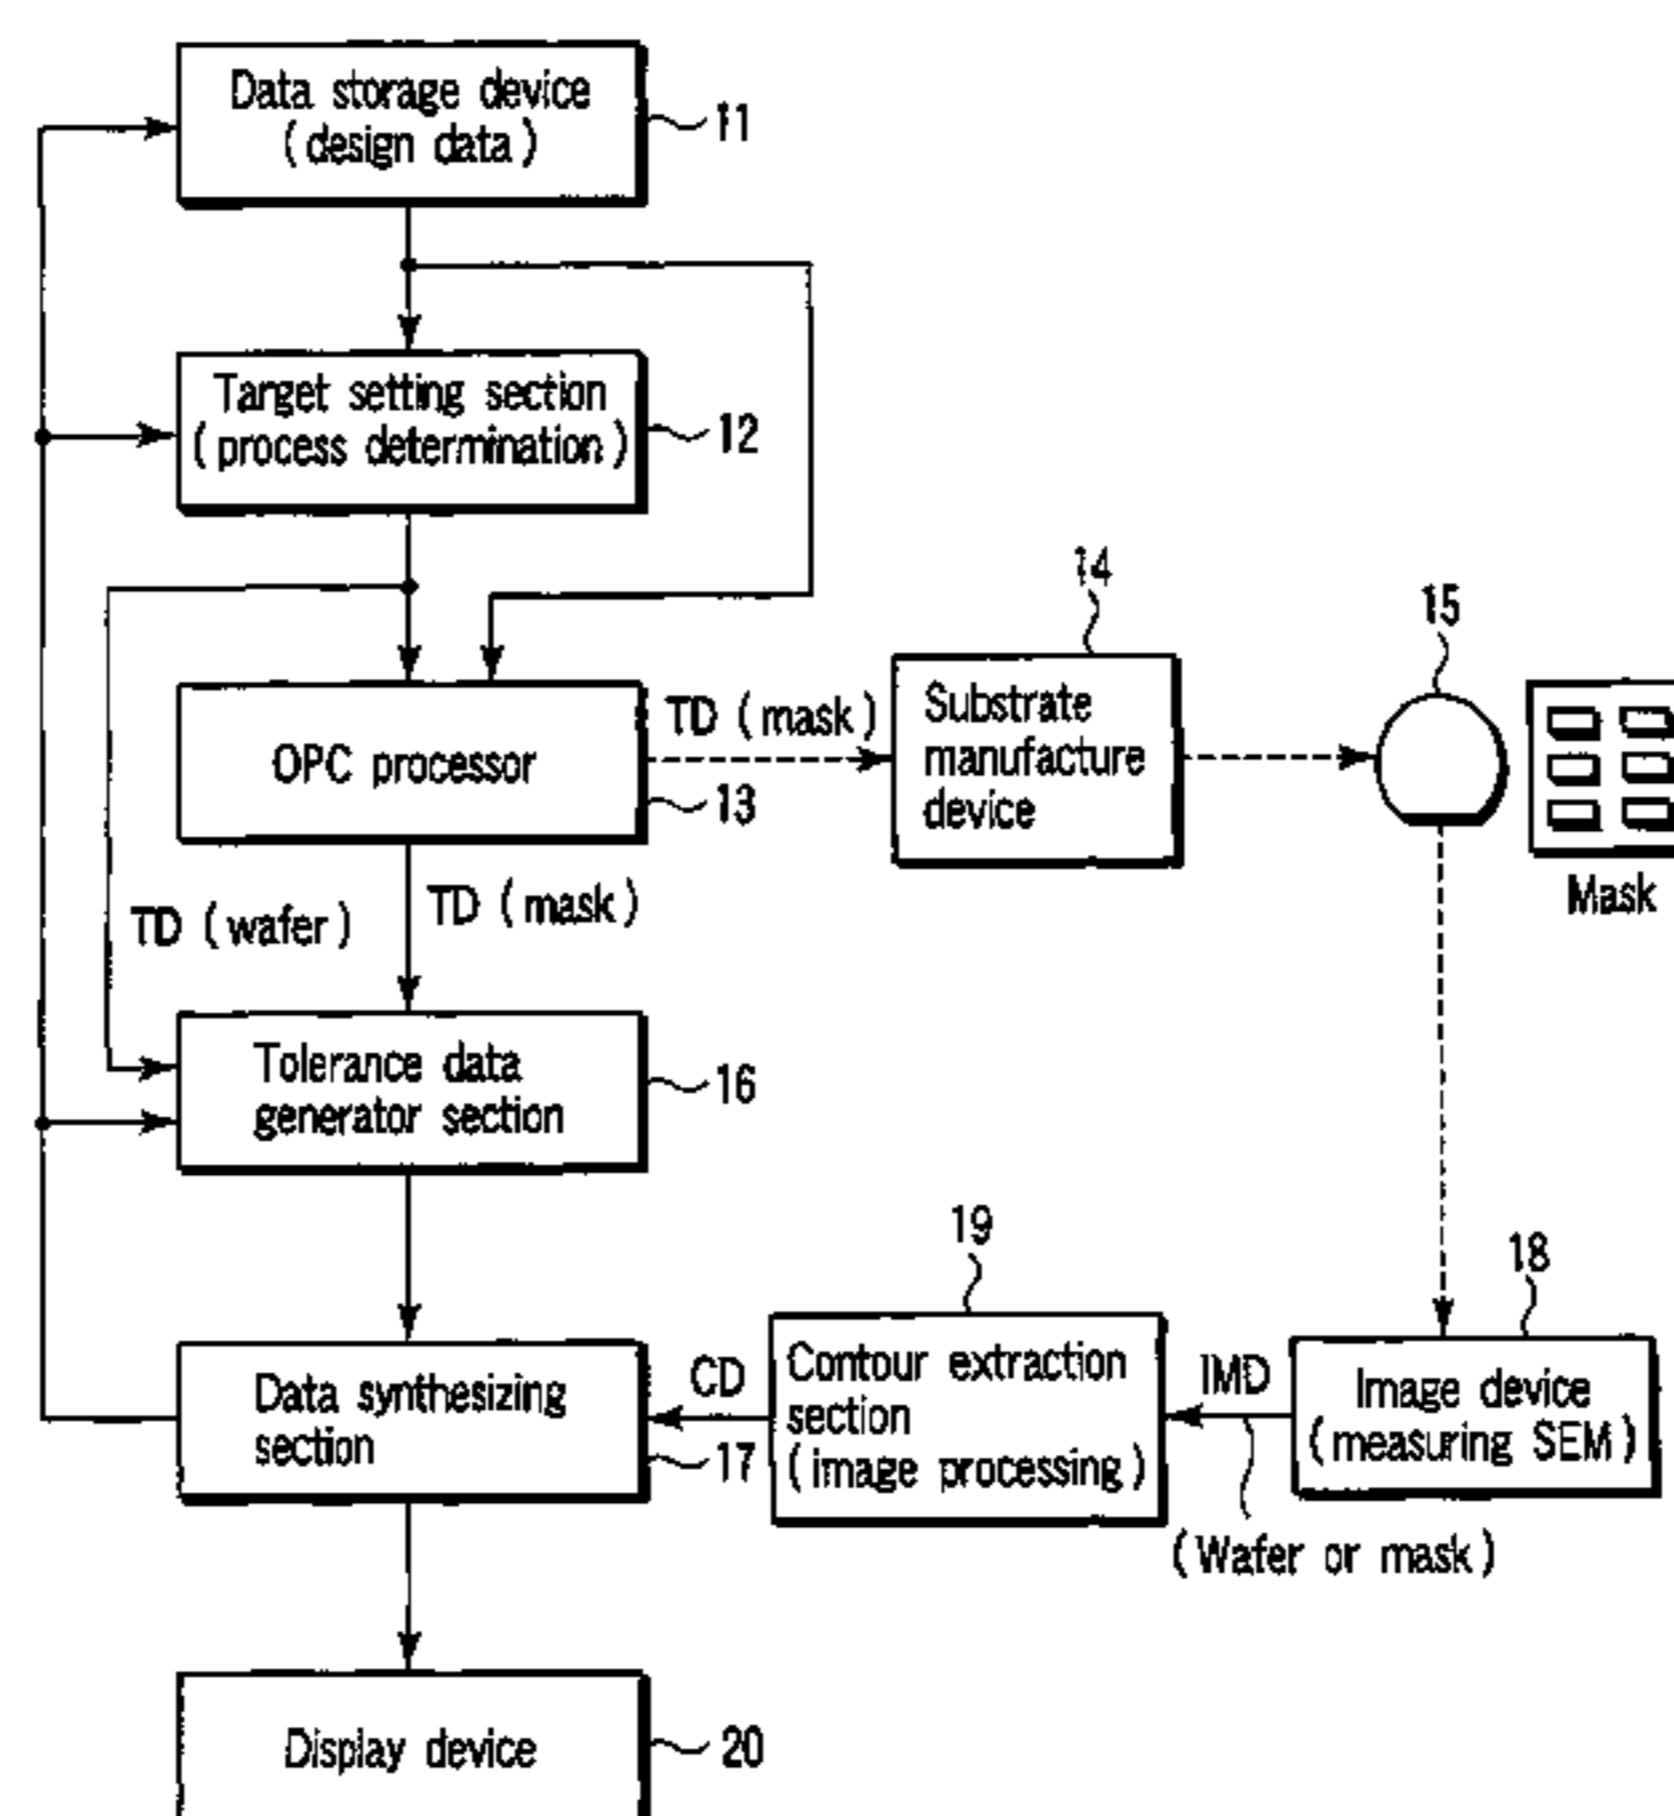 Data storage device
(design data)
11
Target setting section
(process determination)
12
14
15
OPC processor
TD (mask)
13
Substrate
manufacture
device
Mask
TD (wafer)
TD (mask)
Tolerance data
generator section
16
19
18
Data synthesizing
section
17
CD
Contour extraction
section
(image processing)
IMD
Image device
(measuring SEM)
(Wafer or mask)
Display device
20